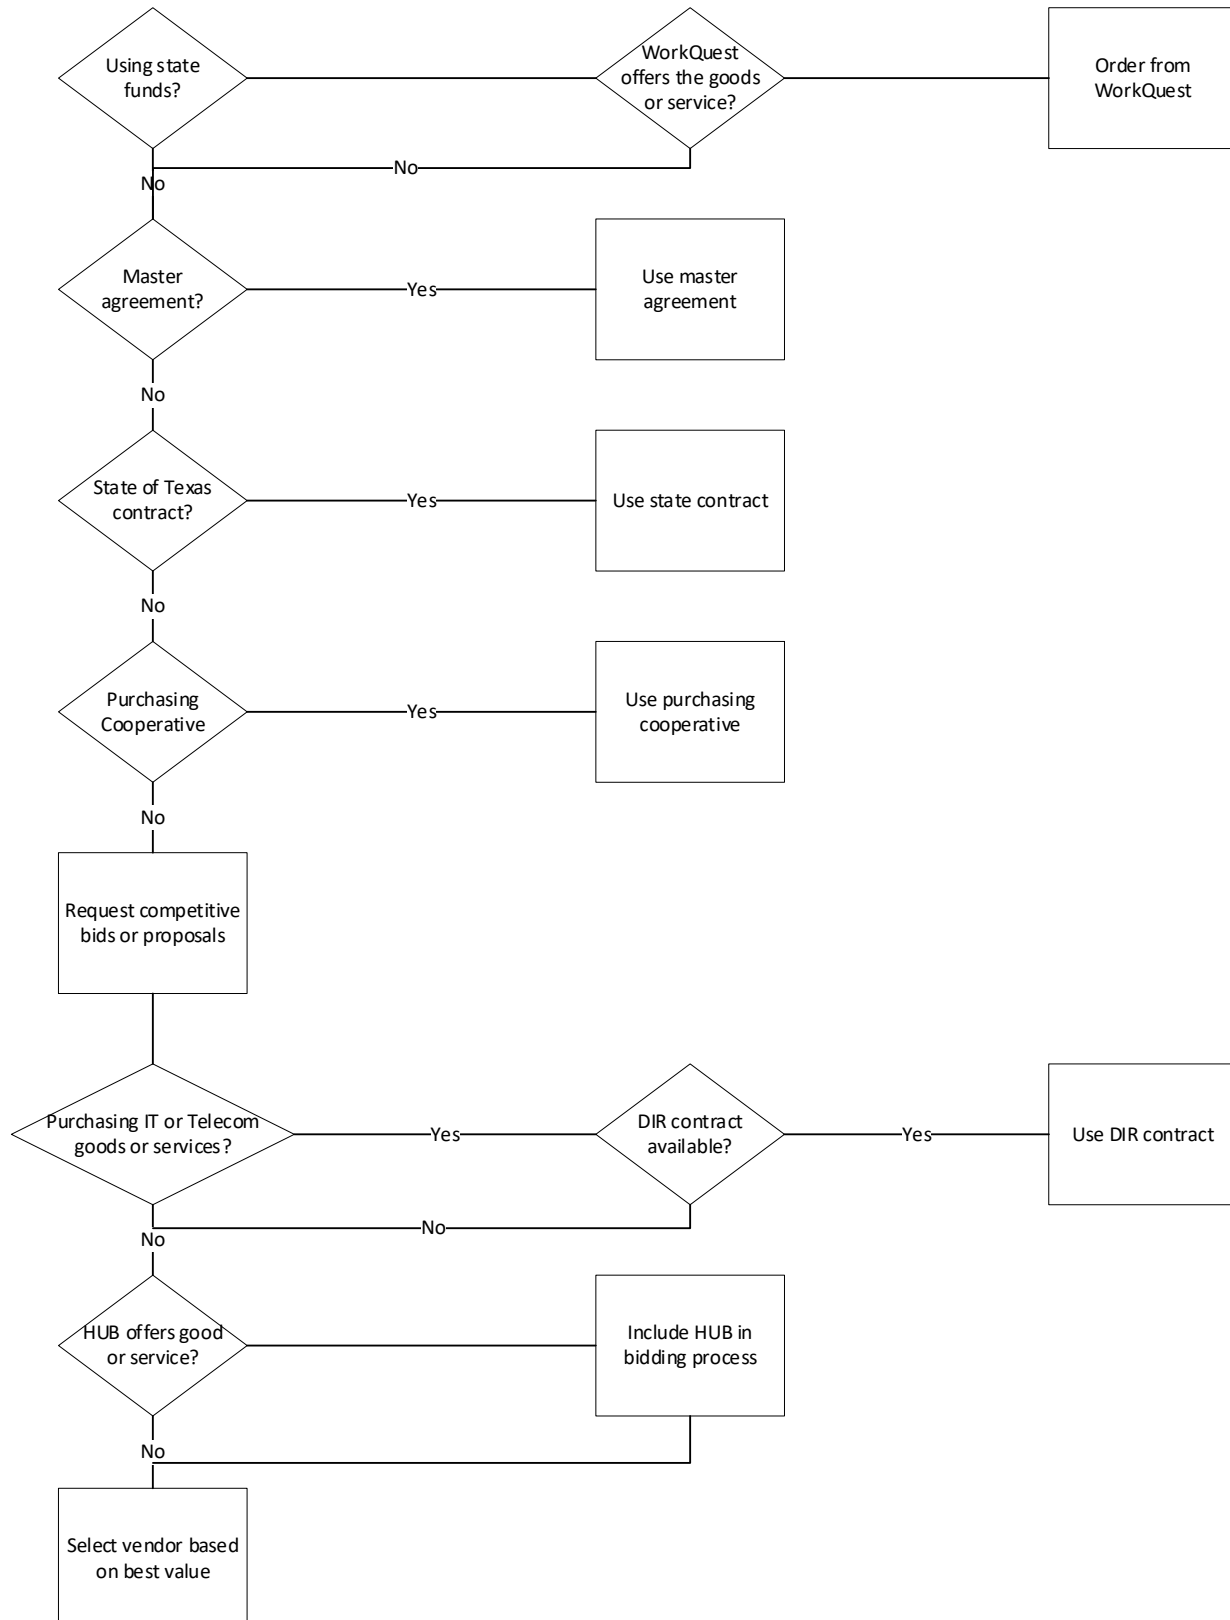 Using state
funds?
WorkQuest
offers the goods
or service?
Order from
WorkQuest
No
No
Master
agreement?
Yes
Use master
agreement
No
State of Texas
contract?
Yes
Use state contract
No
Purchasing
Cooperative
Yes
Use purchasing
cooperative
No
Request competitive
bids or proposals
Purchasing IT or Telecom
goods or services?
Yes
DIR contract
available?
Yes
Use DIR contract
No
No
HUB offers good
or service?
Include HUB in
bidding process
No
Select vendor based
on best value